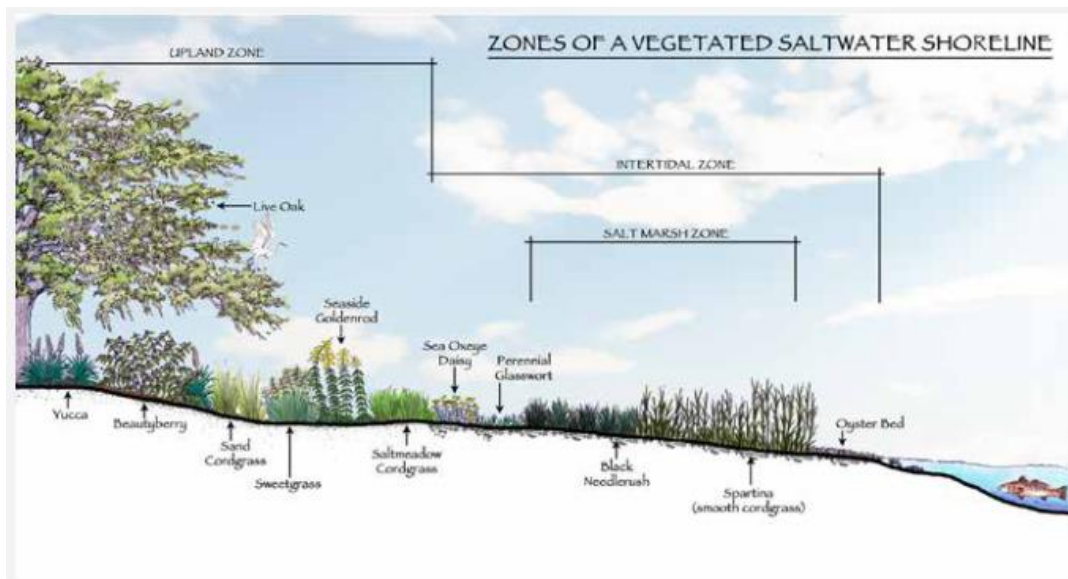 ZONES OF A VEGETATED SALTWATER SHORELINE
UPLAND ZONE
INTERTIDAL ZONE
SALT MARSH ZONE
Live Oak
Seaside
Goldenrod
Sea Oxeye
Daisy
Perennial
Glasswort
Oyster Bed
Yucca
Beautyberry
Sand
Cordgrass
Sweetgrass
Saltmeadow
Cordgrass
Black
Needlerush
Spartina
(smooth cordgrass)